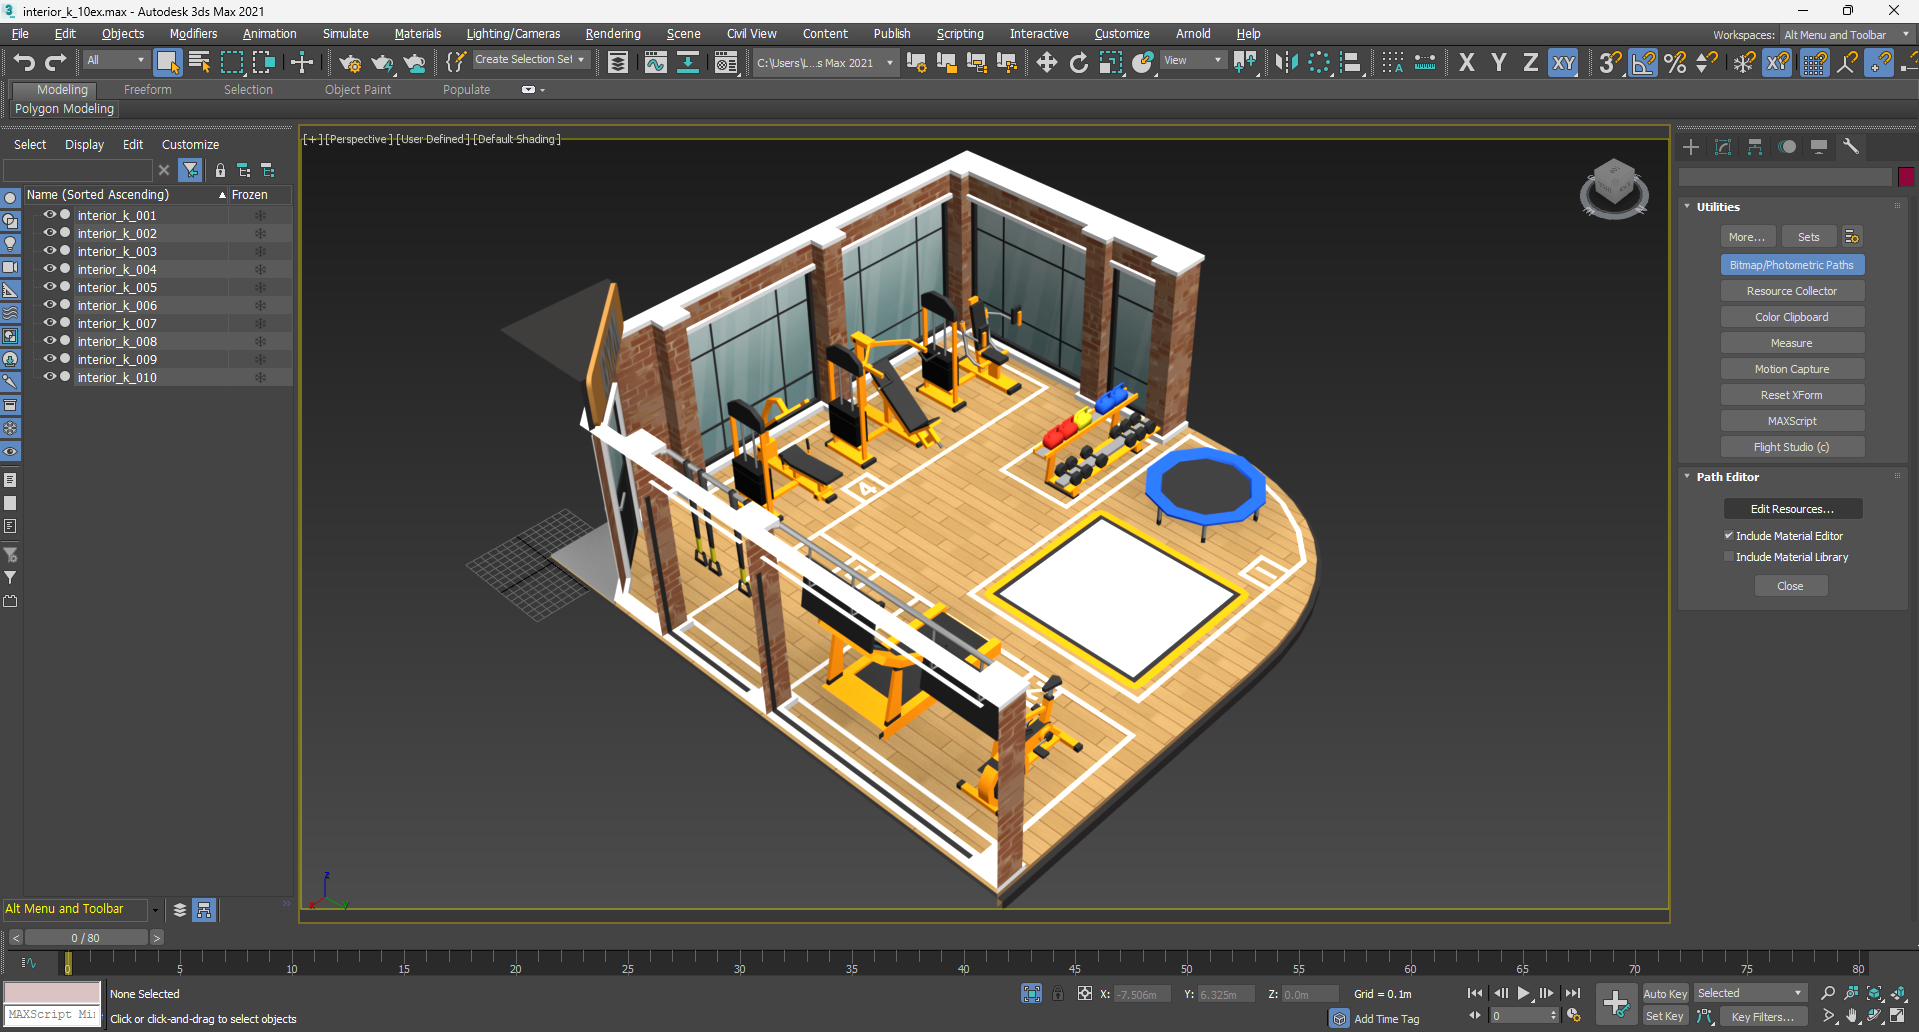 interior_k_10ex.max - Autodesk 3ds Max 2021
File Edit Objects Modifiers Animation Simulate Materials Lighting/Cameras Rendering Scene Civil View Content Publish Scripting Interactive Customize Arnold Help
Workspaces: Alt Menu and Toolbar
All
Create Selection Set
C:\Users\L...s Max 2021
View
X Y Z XY
Modeling Freeform Selection Object Paint Populate
Polygon Modeling
Select Display Edit Customize
Name (Sorted Ascending) Frozen
interior_k_001
interior_k_002
interior_k_003
interior_k_004
interior_k_005
interior_k_006
interior_k_007
interior_k_008
interior_k_009
interior_k_010
[+] [Perspective] [User Defined] [Default Shading]
4
z
x y
Utilities
More... Sets
Bitmap/Photometric Paths
Resource Collector
Color Clipboard
Measure
Motion Capture
Reset XForm
MAXScript
Flight Studio (c)
Path Editor
Edit Resources...
Include Material Editor
Include Material Library
Close
Alt Menu and Toolbar
< 0 / 80 >
0 5 10 15 20 25 30 35 40 45 50 55 60 65 70 75 80
None Selected
X: -7.506m Y: 6.325m Z: 0.0m Grid = 0.1m
Auto Key Selected
MAXScript Mi
Click or click-and-drag to select objects
Add Time Tag
0
Set Key Key Filters...